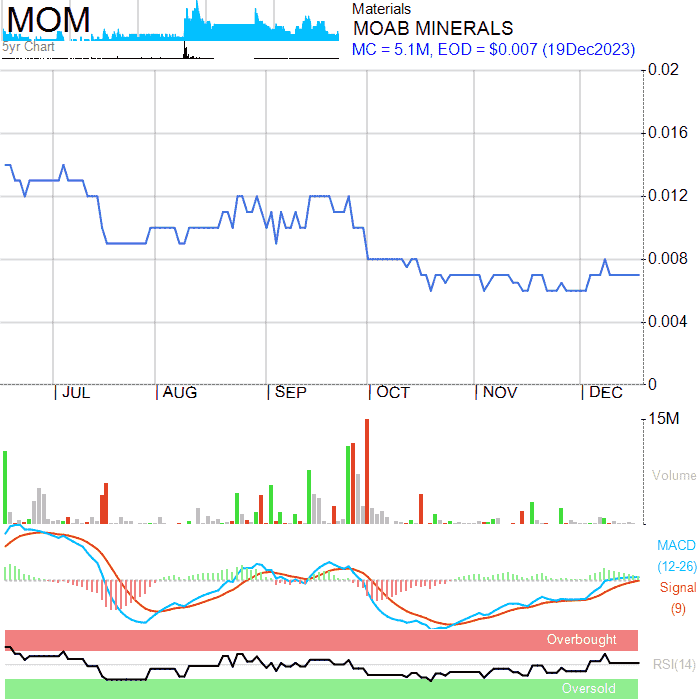 MOM
5yr Chart
Materials
MOAB MINERALS
MC = 5.1M, EOD = $0.007 (19Dec2023)
0.02
0.016
0.012
0.008
0.004
0
JUL AUG SEP OCT NOV DEC
15M
Volume
MACD
(12-26)
Signal
(9)
Overbought
RSI(14)
Oversold